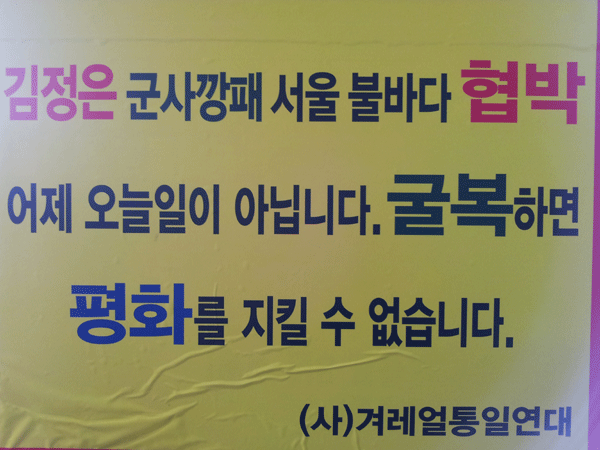 김정은 군사깡패 서울 불바다 협박
어제 오늘일이 아닙니다. 굴복하면
평화를 지킬 수 없습니다.
(사)겨레얼통일연대